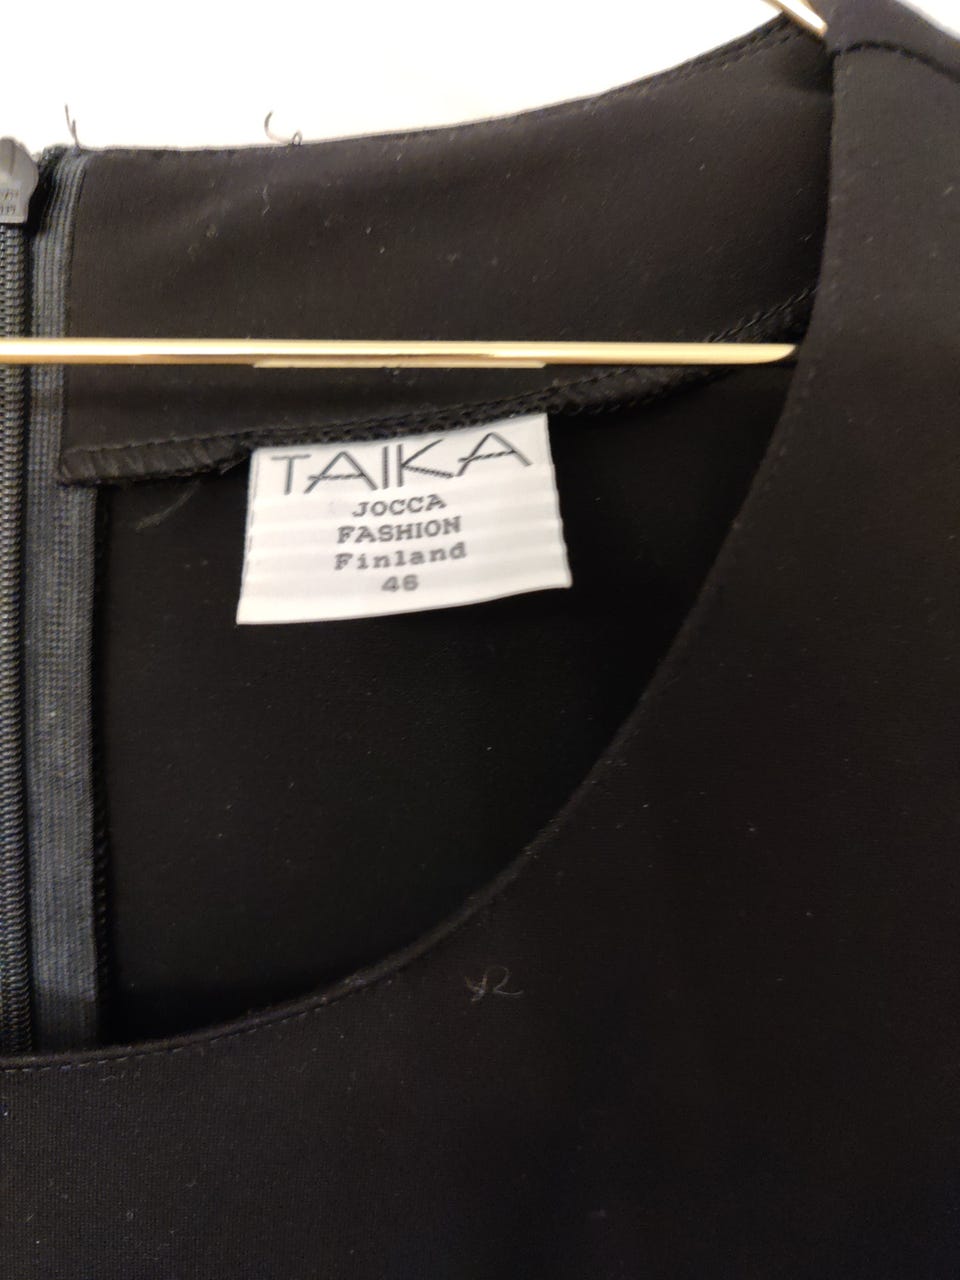 TAIKA
JOCCA
FASHION
Finland
46